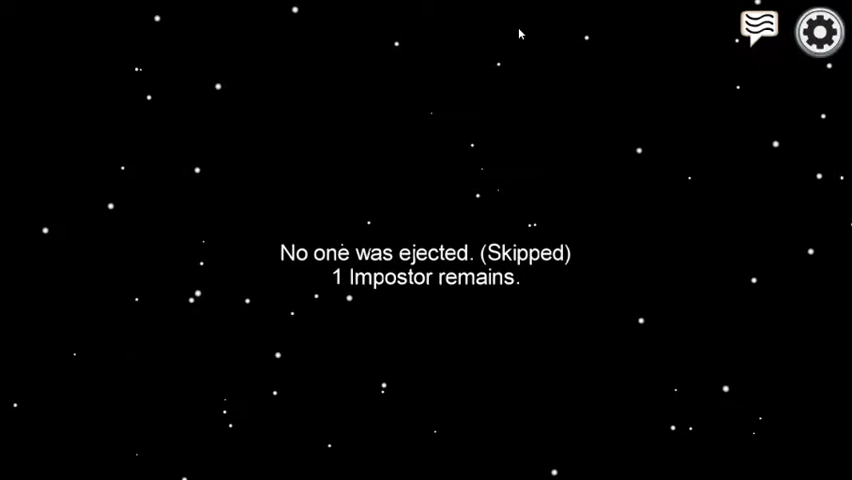 No one was ejected. (Skipped)
1 Impostor remains.